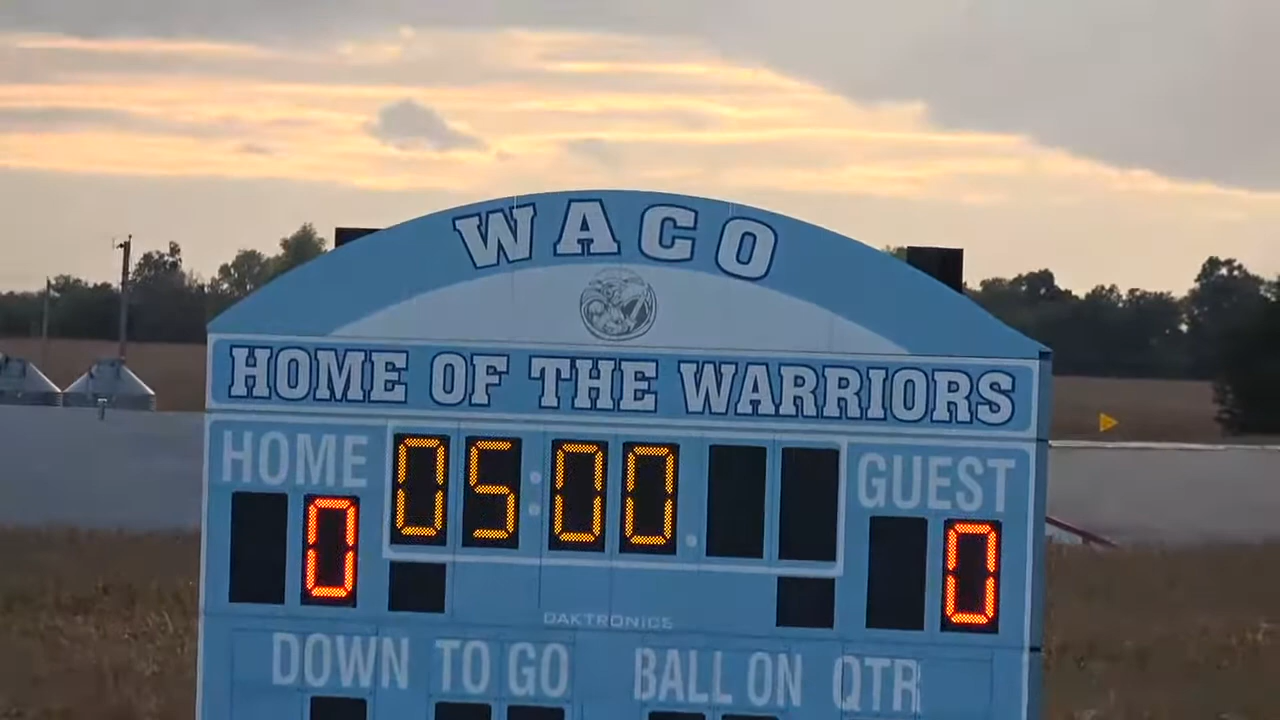 WACO
HOME OF THE WARRIORS
HOME 05:00 GUEST
0 0
DAKTRONICS
DOWN TO GO BALL ON QTR